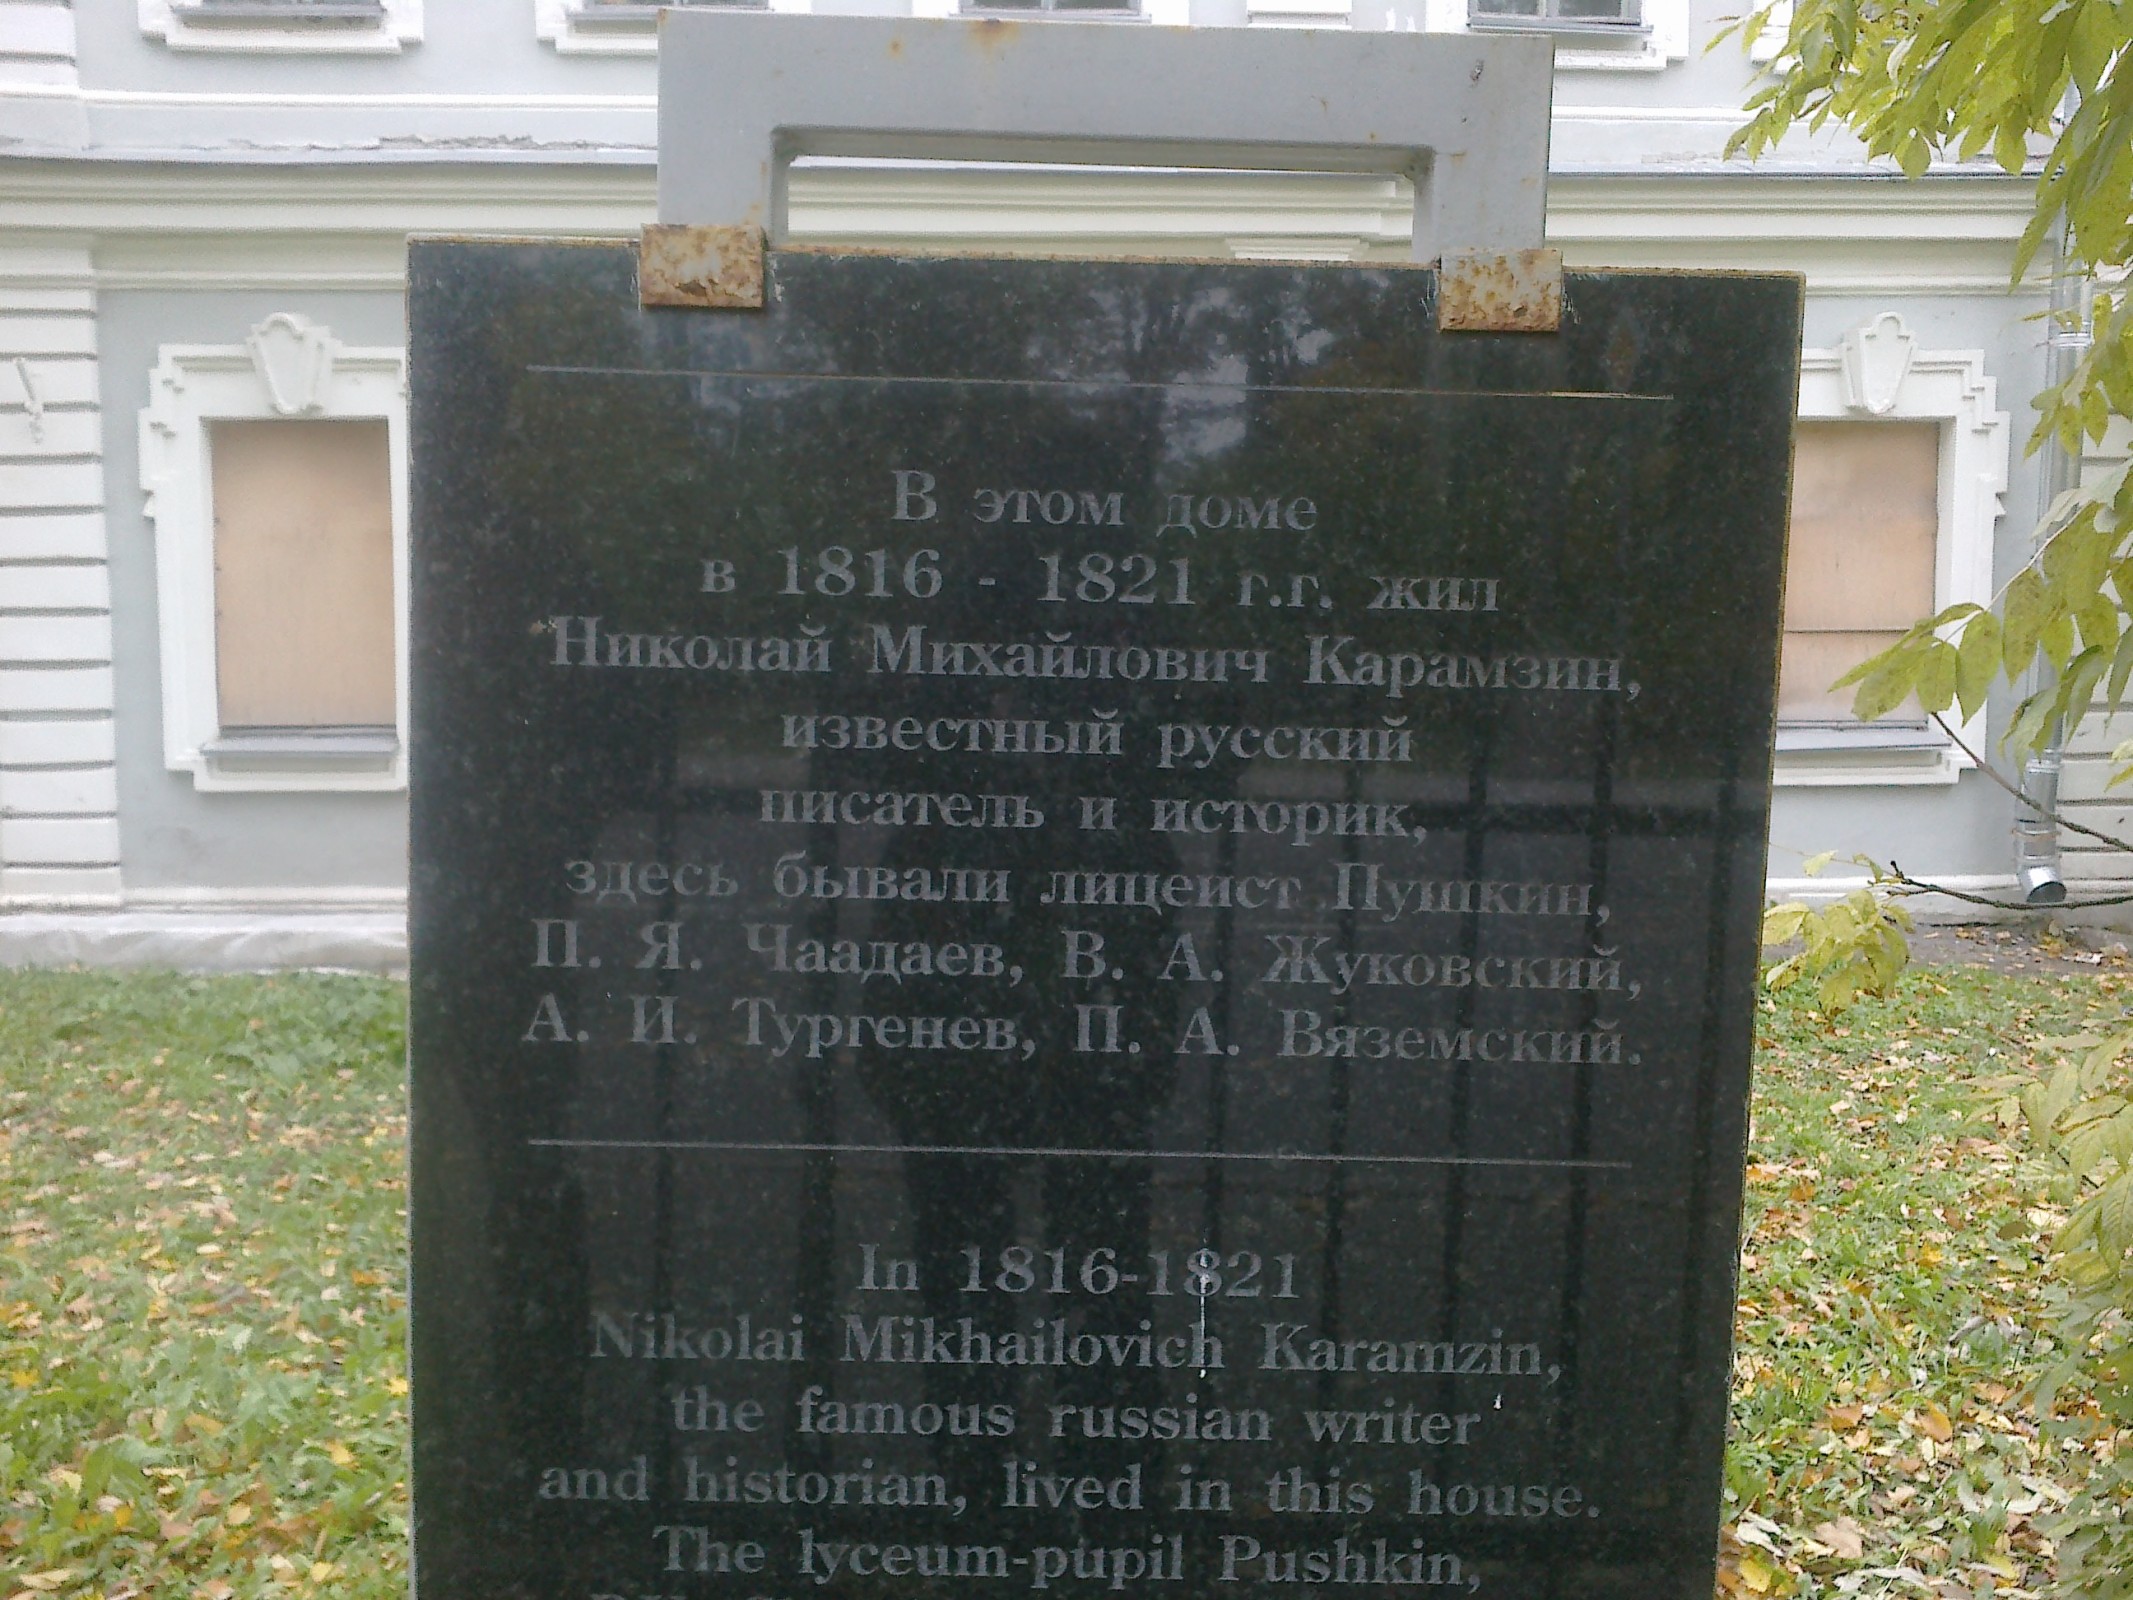 В этом доме
в 1816 - 1821 г.г. жил
Николай Михайлович Карамзин,
известный русский
писатель и историк,
здесь бывали лицеист Пушкин,
П. Я. Чаадаев, В. А. Жуковский,
А. И. Тургенев, П. А. Вяземский.
In 1816-1821
Nikolai Mikhailovich Karamzin,
the famous russian writer
and historian, lived in this house.
The lyceum-pupil Pushkin,